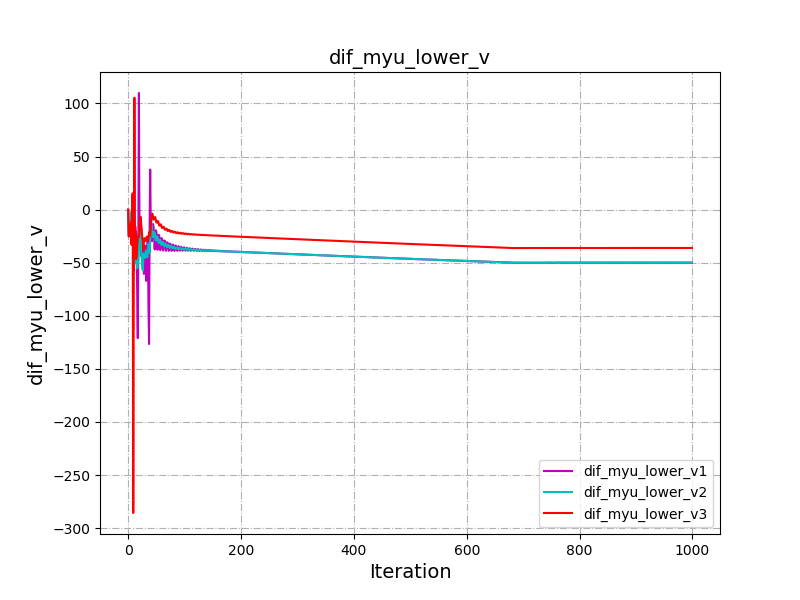 dif_myu_lower_v
dif_myu_lower_v
100
50
0
−50
−100
−150
−200
−250
−300
0
200
400
600
800
1000
Iteration
dif_myu_lower_v1
dif_myu_lower_v2
dif_myu_lower_v3